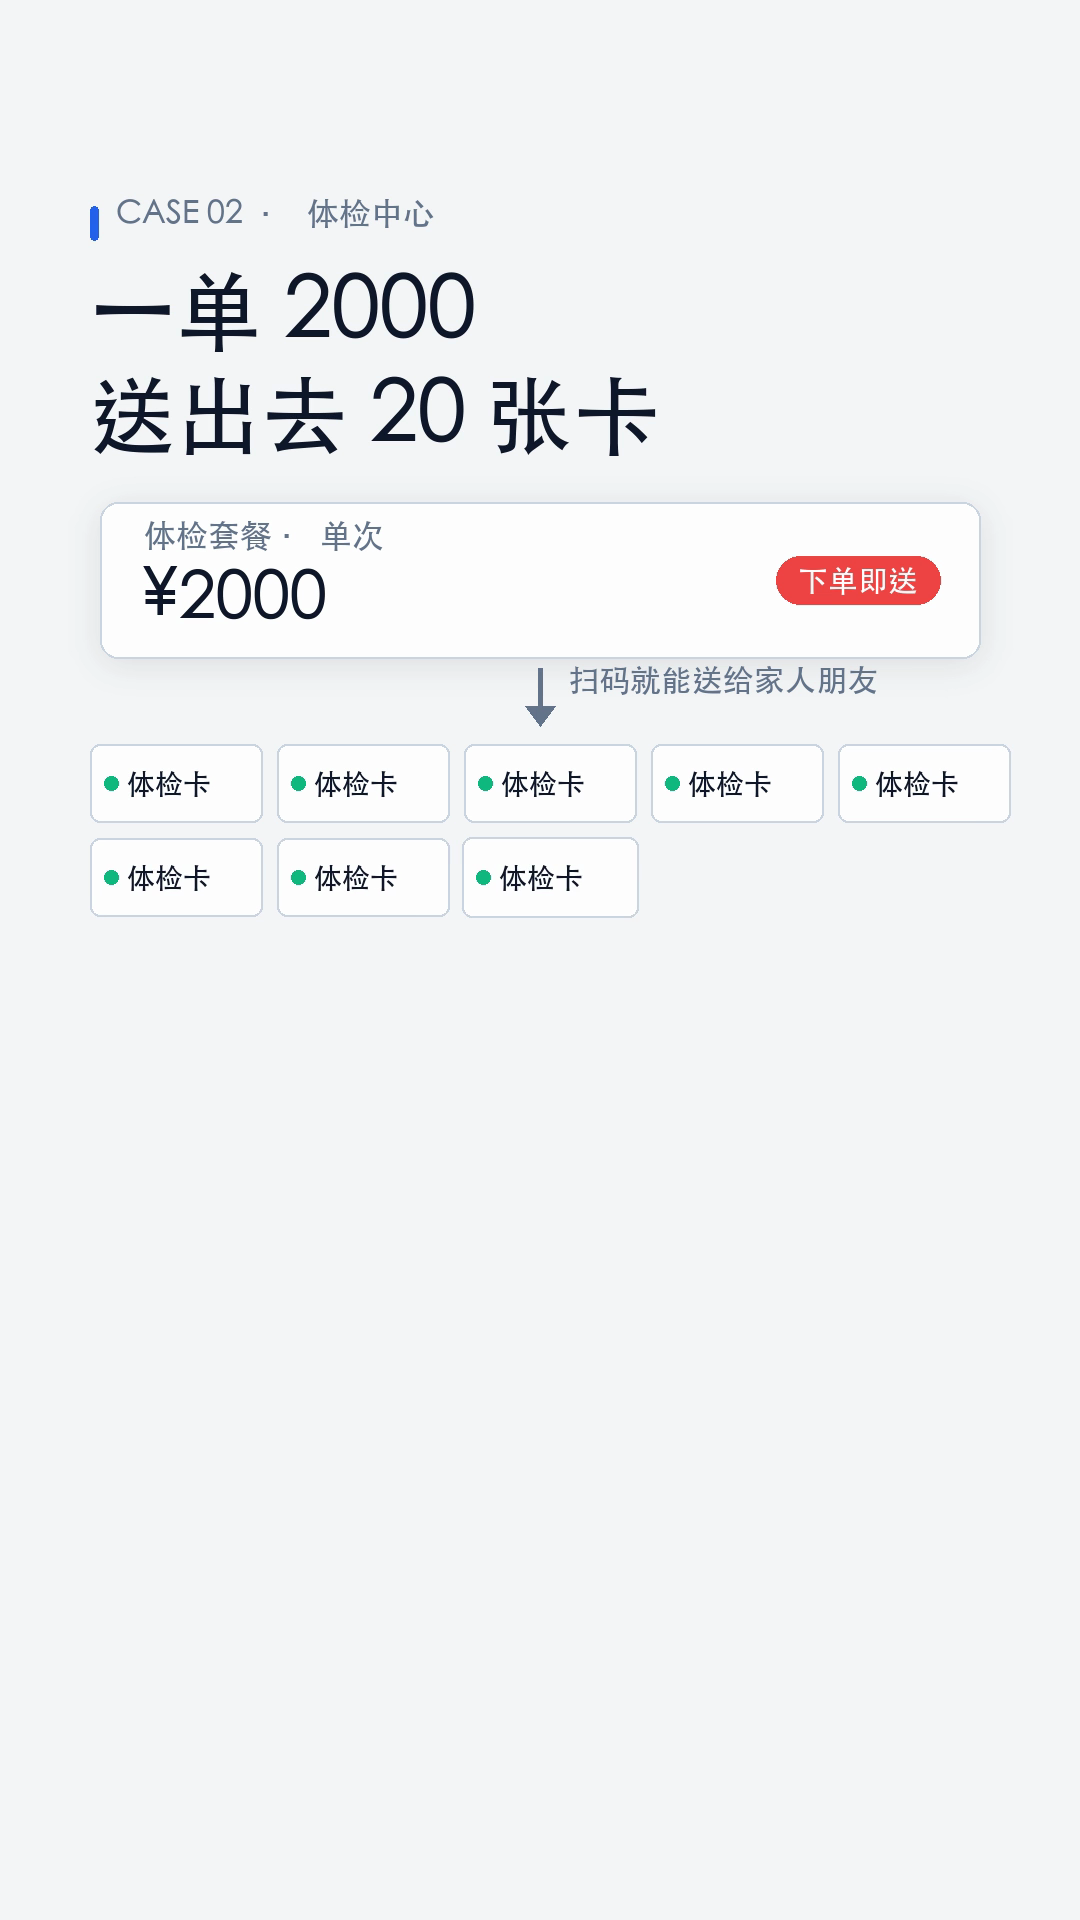 CASE 02 · 体检中心
一单 2000
送出去 20 张卡
体检套餐 · 单次
¥2000
下单即送
扫码就能送给家人朋友
体检卡 体检卡 体检卡 体检卡 体检卡
体检卡 体检卡 体检卡